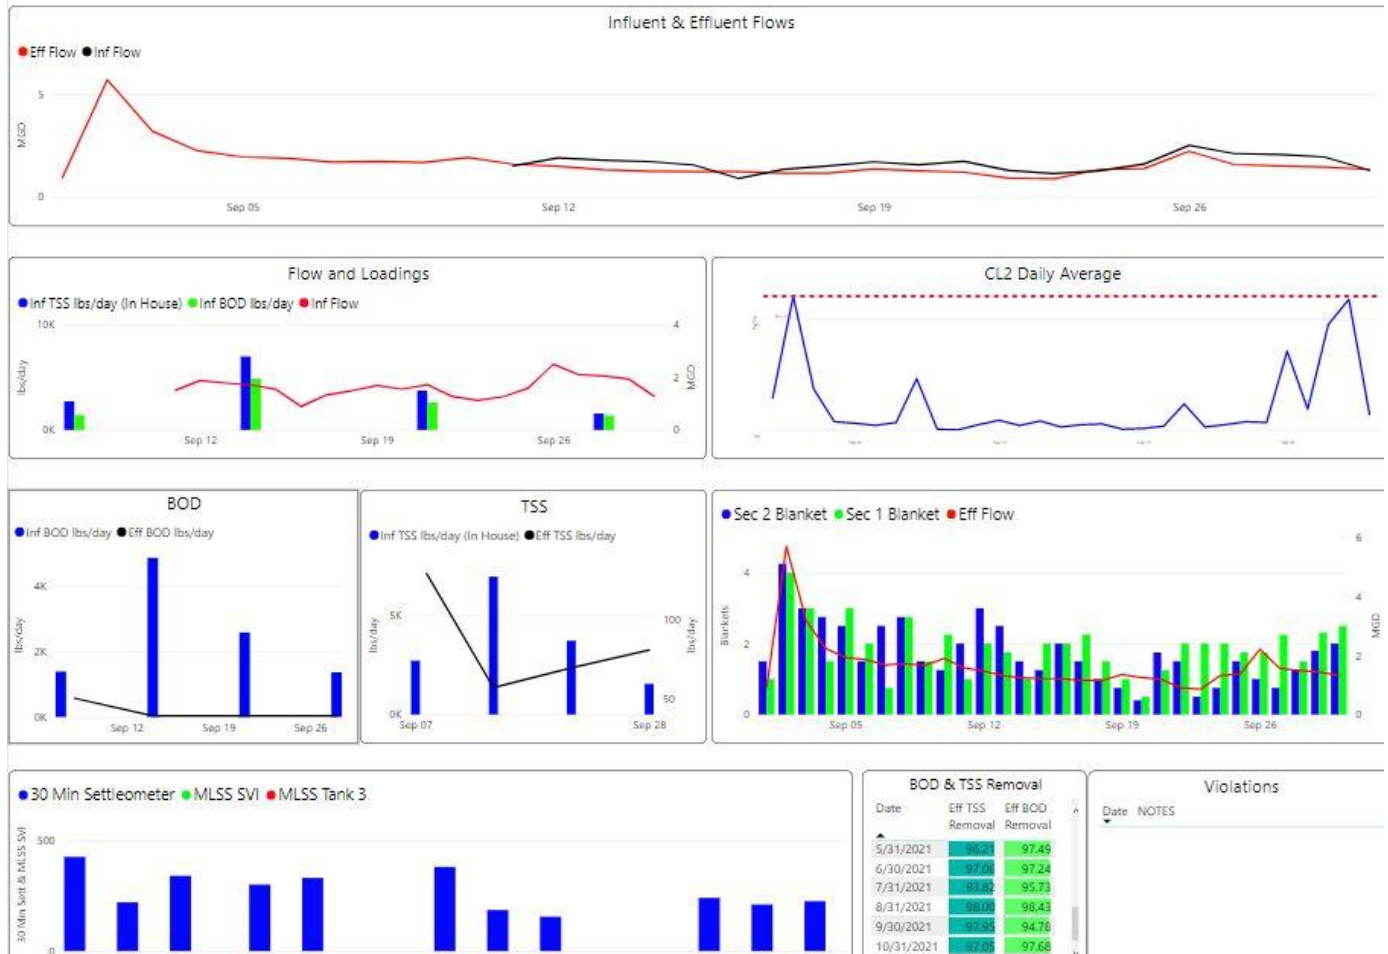 Influent & Effluent Flows
Eff Flow Inf Flow
5
MGD
0
Sep 05 Sep 12 Sep 19 Sep 26
Flow and Loadings
Inf TSS lbs/day (In House) Inf BOD lbs/day Inf Flow
10K 4
lbs/day 2 MGD
0K 0
Sep 12 Sep 19 Sep 26
CL2 Daily Average
BOD
Inf BOD lbs/day Eff BOD lbs/day
4K
lbs/day
2K
0K
Sep 12 Sep 19 Sep 26
TSS
Inf TSS lbs/day (In House) Eff TSS lbs/day
5K 100
lbs/day lbs/day
0K 50
Sep 07 Sep 28
Sec 2 Blanket Sec 1 Blanket Eff Flow
6
4 4
Blankets MGD
2 2
0 0
Sep 05 Sep 12 Sep 19 Sep 26
30 Min Settleometer MLSS SVI MLSS Tank 3
500
30 Min Sett & MLSS SVI
0
BOD & TSS Removal
Date Eff TSS Eff BOD
Removal Removal
5/31/2021 96.21 97.49
6/30/2021 97.06 97.24
7/31/2021 93.82 95.73
8/31/2021 98.00 98.43
9/30/2021 97.95 94.78
10/31/2021 97.05 97.68
Violations
Date NOTES